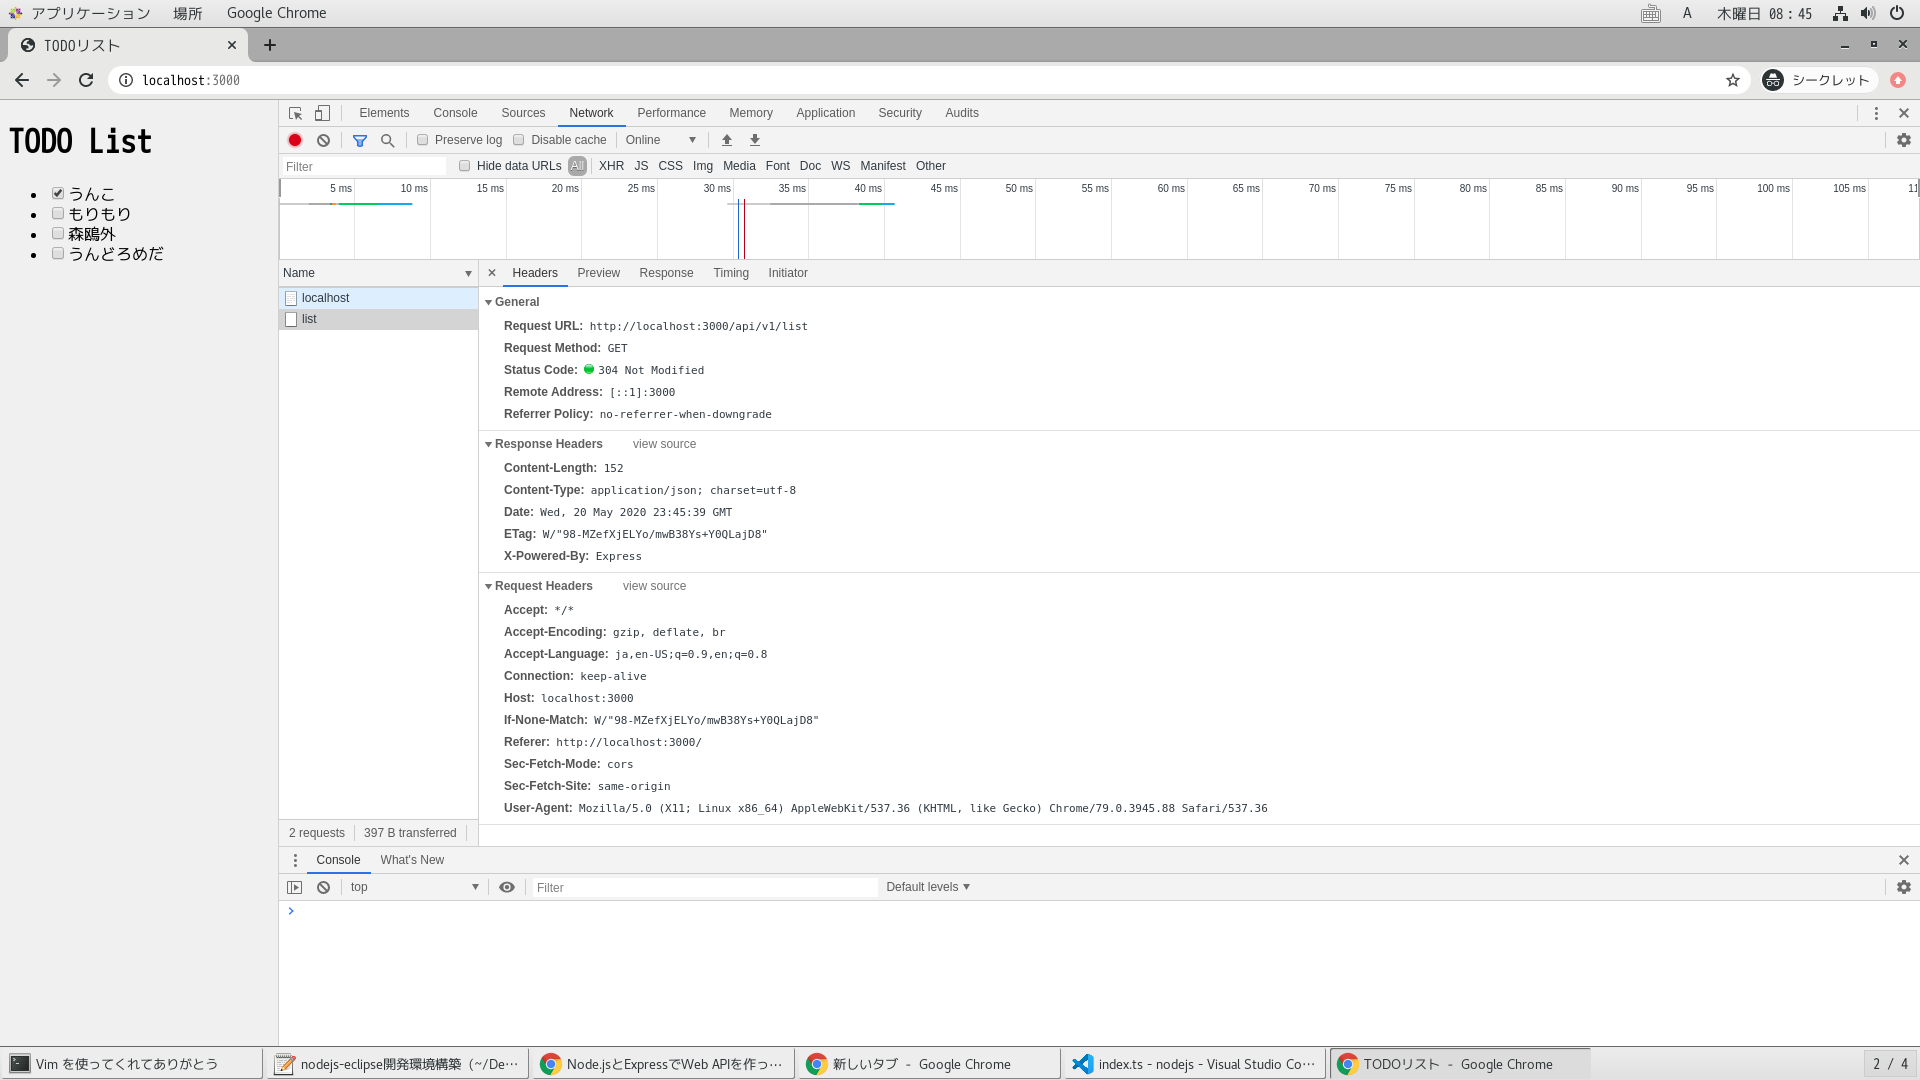 アプリケーション 場所 Google Chrome A 木曜日 08：45
TODOリスト
localhost:3000 シークレット
TODO List
うんこ
もりもり
森鴎外
うんどろめだ
Elements Console Sources Network Performance Memory Application Security Audits
Preserve log Disable cache Online
Filter Hide data URLs All XHR JS CSS Img Media Font Doc WS Manifest Other
5 ms 10 ms 15 ms 20 ms 25 ms 30 ms 35 ms 40 ms 45 ms 50 ms 55 ms 60 ms 65 ms 70 ms 75 ms 80 ms 85 ms 90 ms 95 ms 100 ms 105 ms 11
Name
localhost
list
2 requests 397 B transferred
Headers Preview Response Timing Initiator
General
Request URL: http://localhost:3000/api/v1/list
Request Method: GET
Status Code: 304 Not Modified
Remote Address: [::1]:3000
Referrer Policy: no-referrer-when-downgrade
Response Headers view source
Content-Length: 152
Content-Type: application/json; charset=utf-8
Date: Wed, 20 May 2020 23:45:39 GMT
ETag: W/"98-MZefXjELYo/mwB38Ys+Y0QLajD8"
X-Powered-By: Express
Request Headers view source
Accept: */*
Accept-Encoding: gzip, deflate, br
Accept-Language: ja,en-US;q=0.9,en;q=0.8
Connection: keep-alive
Host: localhost:3000
If-None-Match: W/"98-MZefXjELYo/mwB38Ys+Y0QLajD8"
Referer: http://localhost:3000/
Sec-Fetch-Mode: cors
Sec-Fetch-Site: same-origin
User-Agent: Mozilla/5.0 (X11; Linux x86_64) AppleWebKit/537.36 (KHTML, like Gecko) Chrome/79.0.3945.88 Safari/537.36
Console What's New
top Filter Default levels
Vim を使ってくれてありがとう nodejs-eclipse開発環境構築（~/De… Node.jsとExpressでWeb APIを作っ… 新しいタブ - Google Chrome index.ts - nodejs - Visual Studio Co… TODOリスト - Google Chrome 2 / 4